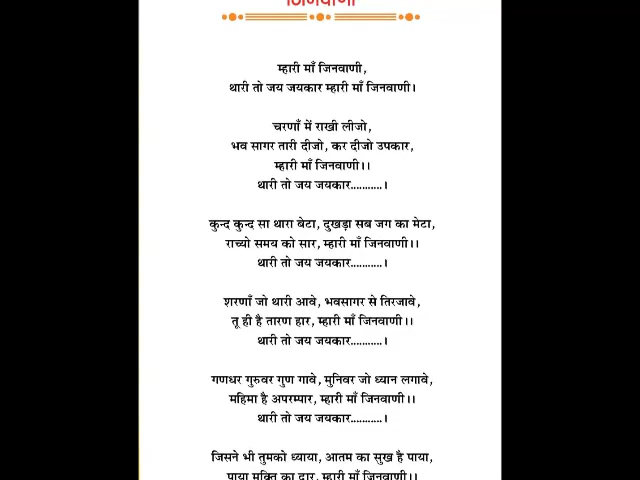 जिनवाणी
म्हारी माँ जिनवाणी,
थारी तो जय जयकार म्हारी माँ जिनवाणी।
चरणाँ में राखी लीजो,
भव सागर तारी दीजो, कर दीजो उपकार,
म्हारी माँ जिनवाणी।।
थारी तो जय जयकार...........।
कुन्द कुन्द सा थारा बेटा, दुखड़ा सब जग का मेटा,
राच्यो समय को सार, म्हारी माँ जिनवाणी।।
थारी तो जय जयकार...........।
शरणाँ जो थारी आवे, भवसागर से तिरजावे,
तू ही है तारण हार, म्हारी माँ जिनवाणी।।
थारी तो जय जयकार...........।
गणधर गुरुवर गुण गावे, मुनिवर जो ध्यान लगावे,
महिमा है अपरम्पार, म्हारी माँ जिनवाणी।।
थारी तो जय जयकार...........।
जिसने भी तुमको ध्याया, आतम का सुख है पाया,
पाया मुक्ति का द्वार, म्हारी माँ जिनवाणी।।